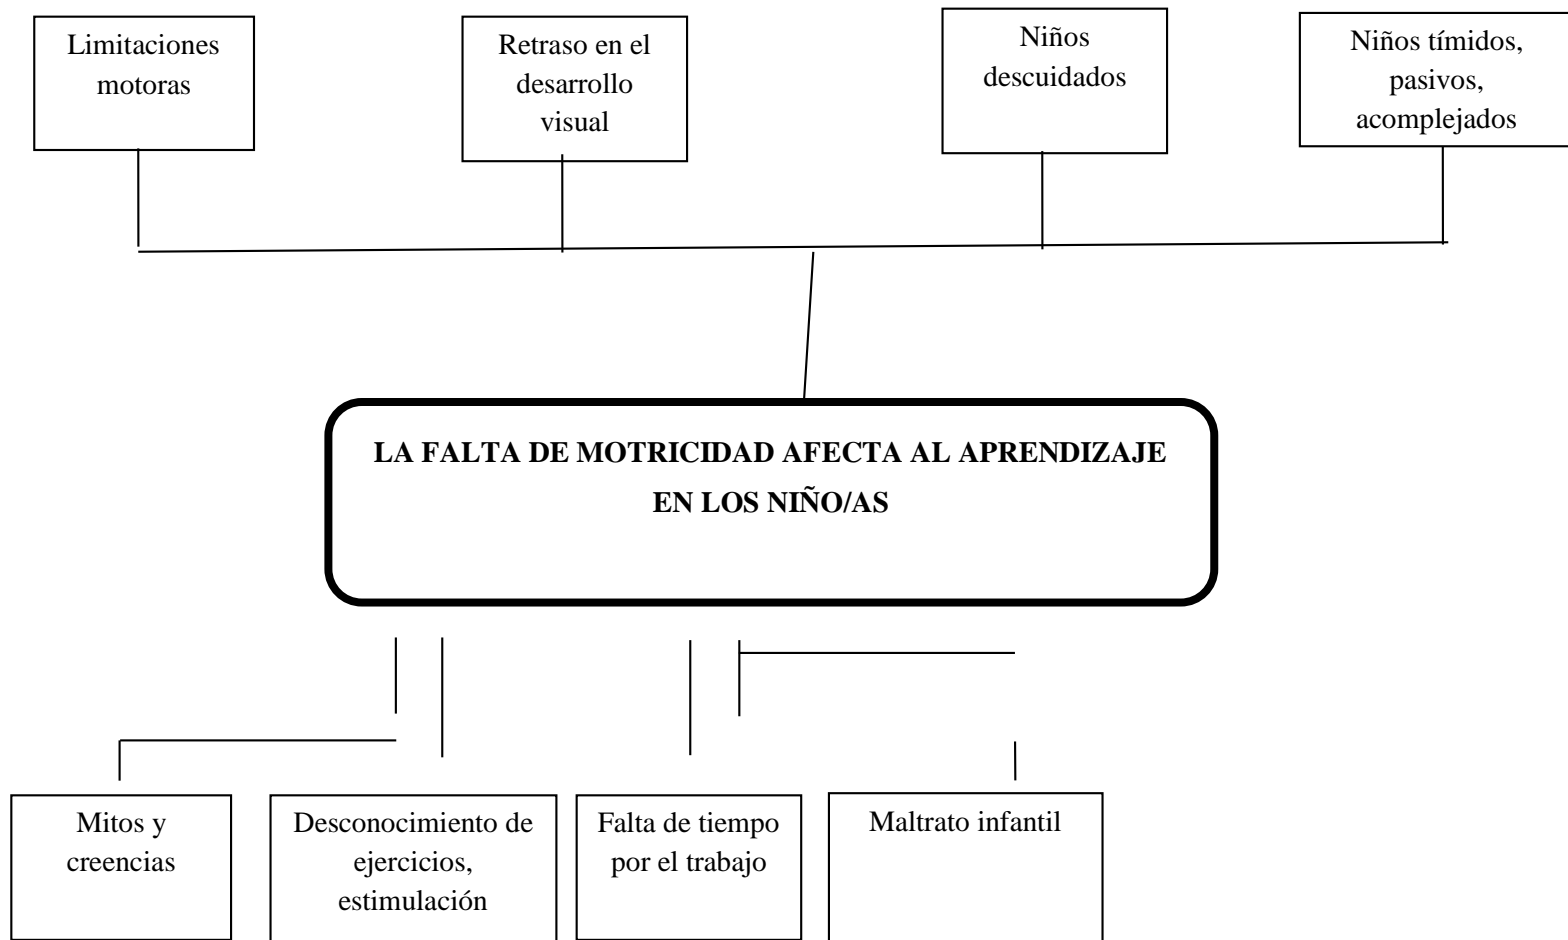 Limitaciones
motoras
Retraso en el
desarrollo
visual
Niños
descuidados
Niños tímidos,
pasivos,
acomplejados
LA FALTA DE MOTRICIDAD AFECTA AL APRENDIZAJE
EN LOS NIÑO/AS
Mitos y
creencias
Desconocimiento de
ejercicios,
estimulación
Falta de tiempo
por el trabajo
Maltrato infantil